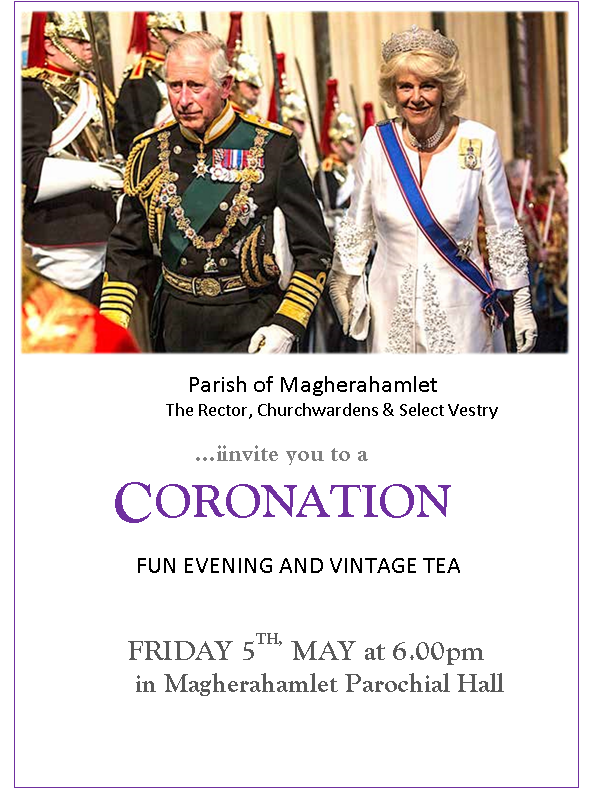 Parish of Magherahamlet
The Rector, Churchwardens & Select Vestry
...iinvite you to a
CORONATION
FUN EVENING AND VINTAGE TEA
FRIDAY 5TH, MAY at 6.00pm
in Magherahamlet Parochial Hall